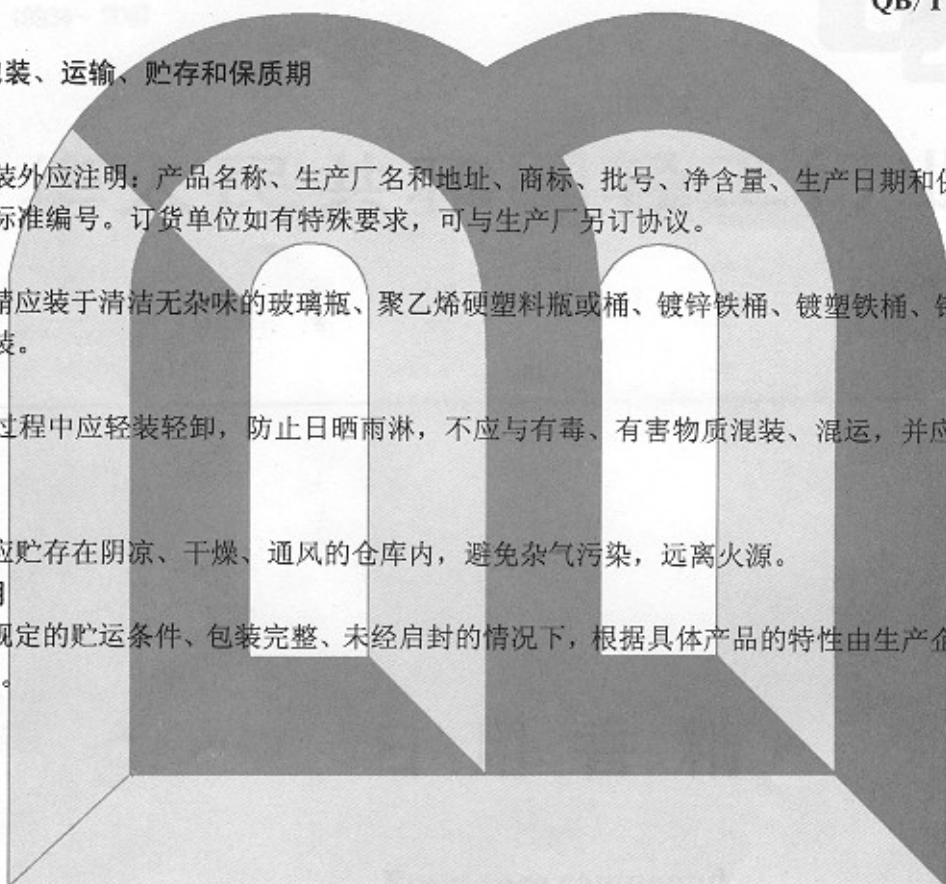 QB/T
装、运输、贮存和保质期
装外应注明：产品名称、生产厂名和地址、商标、批号、净含量、生产日期和
标准编号。订货单位如有特殊要求，可与生产厂另订协议。
应装于清洁无杂味的玻璃瓶、聚乙烯硬塑料瓶或桶、镀锌铁桶、镀塑铁桶、
装。
过程中应轻装轻卸，防止日晒雨淋，不应与有毒、有害物质混装、混运，并应
应贮存在阴凉、干燥、通风的仓库内，避免杂气污染，远离火源。
规定的贮运条件、包装完整、未经启封的情况下，根据具体产品的特性由生产企
。